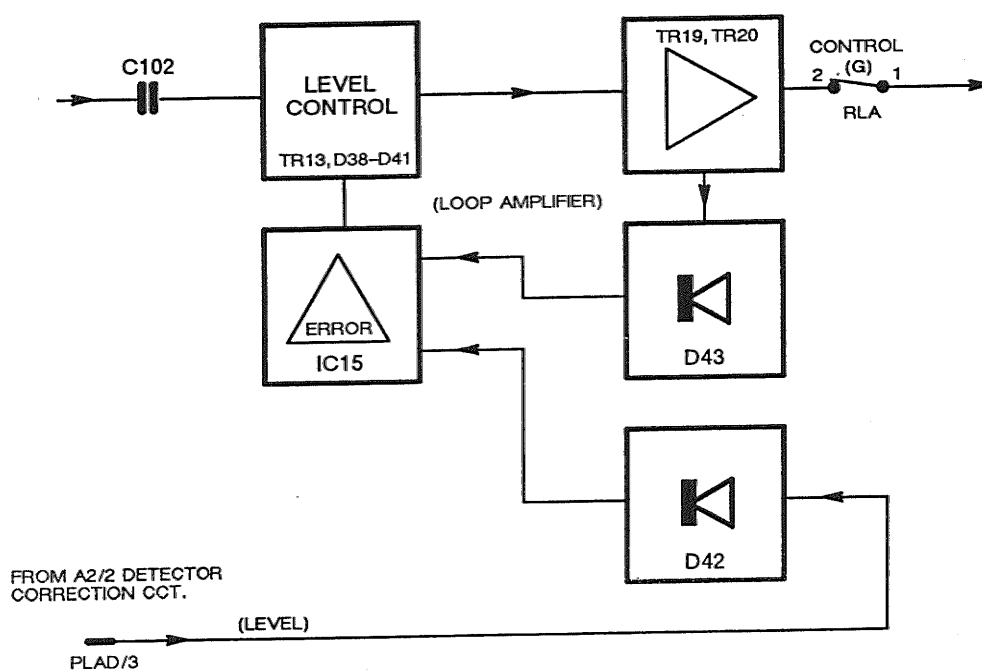 C102
LEVEL
CONTROL
TR13, D38–D41
TR19, TR20
CONTROL
(G)
2
1
RLA
(LOOP AMPLIFIER)
ERROR
IC15
D43
D42
FROM A2/2 DETECTOR
CORRECTION CCT.
(LEVEL)
PLAD/3